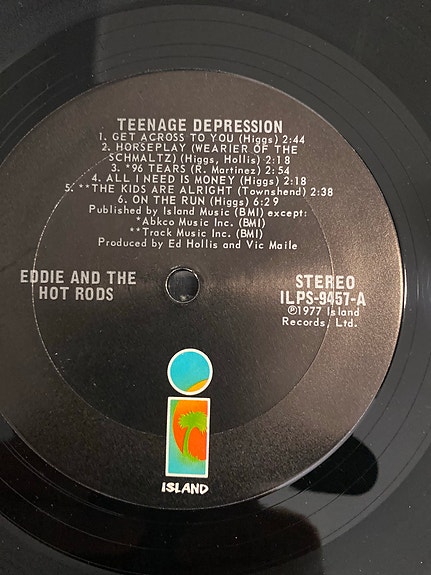 TEENAGE DEPRESSION
1. GET ACROSS TO YOU (Higgs) 2:44
2. HORSEPLAY (WEARIER OF THE
SCHMALTZ) (Higgs, Hollis) 2:18
3. *96 TEARS (R. Martinez) 2:54
4. ALL I NEED IS MONEY (Higgs) 2:18
5. **THE KIDS ARE ALRIGHT (Townshend) 2:38
6. ON THE RUN (Higgs) 6:29
Published by Island Music (BMI) except:
*Abkco Music Inc. (BMI)
**Track Music Inc. (BMI)
Produced by Ed Hollis and Vic Maile
EDDIE AND THE
HOT RODS
STEREO
ILPS-9457-A
℗1977 Island
Records, Ltd.
i
ISLAND